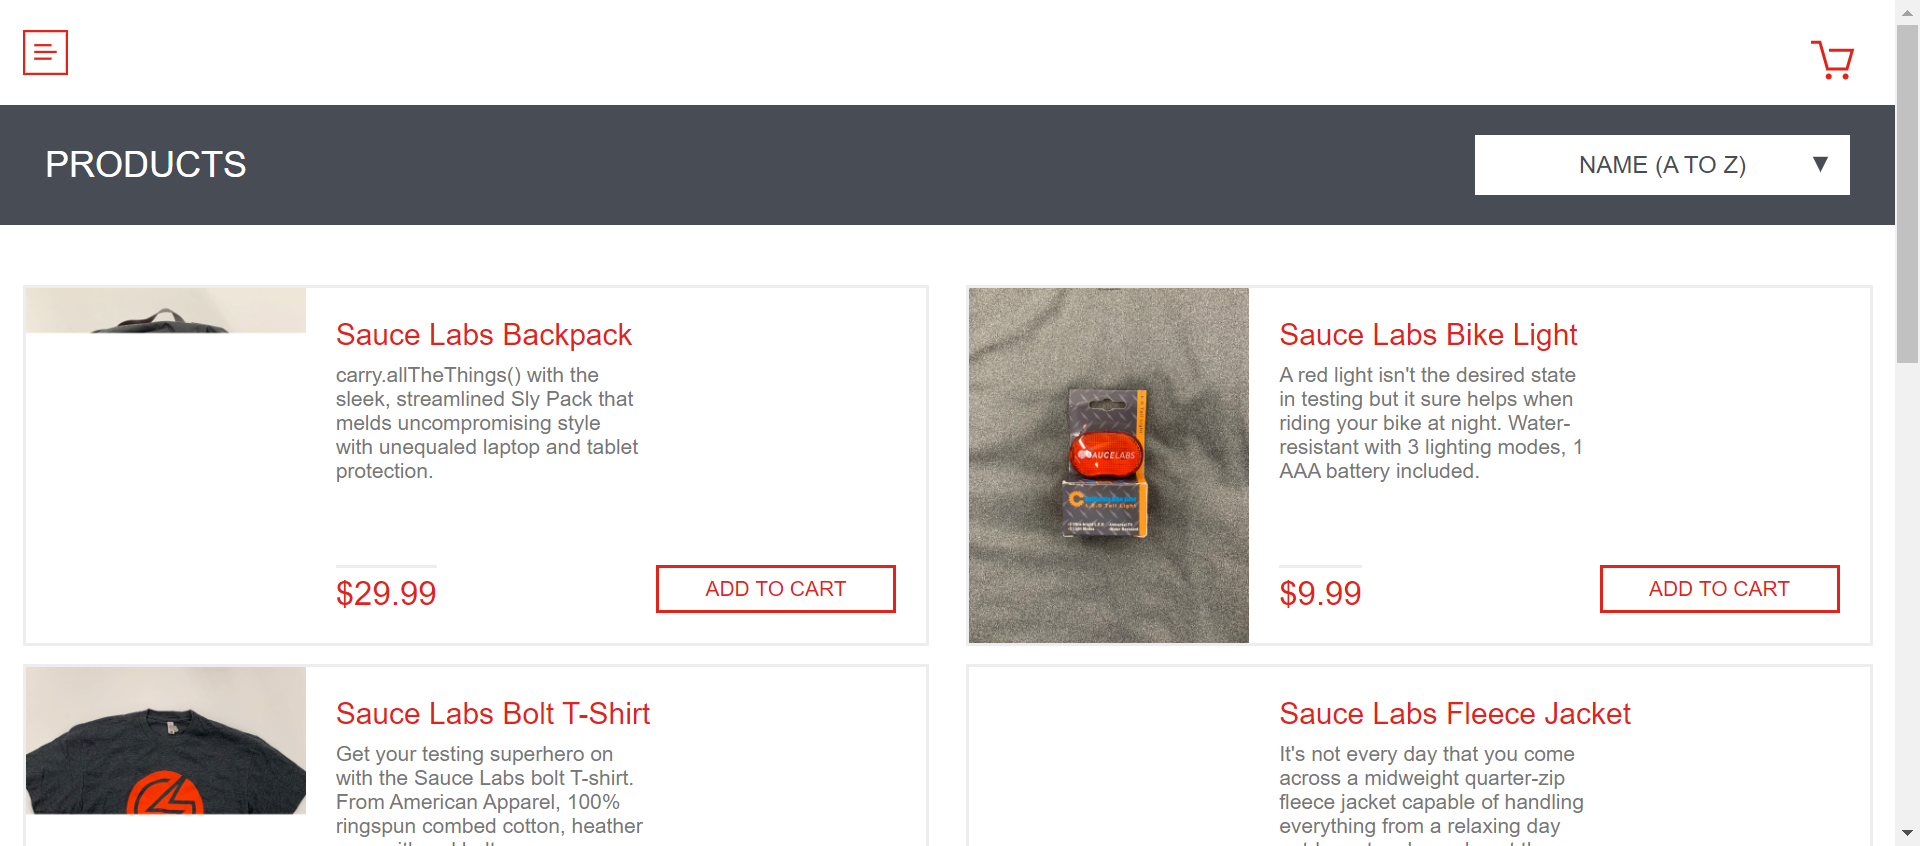 PRODUCTS
NAME (A TO Z)
Sauce Labs Backpack
carry.allTheThings() with the
sleek, streamlined Sly Pack that
melds uncompromising style
with unequaled laptop and tablet
protection.
$29.99
ADD TO CART
SAUCELABS
Sauce Labs Bike Light
A red light isn't the desired state
in testing but it sure helps when
riding your bike at night. Water-
resistant with 3 lighting modes, 1
AAA battery included.
$9.99
ADD TO CART
Sauce Labs Bolt T-Shirt
Get your testing superhero on
with the Sauce Labs bolt T-shirt.
From American Apparel, 100%
ringspun combed cotton, heather
Sauce Labs Fleece Jacket
It's not every day that you come
across a midweight quarter-zip
fleece jacket capable of handling
everything from a relaxing day